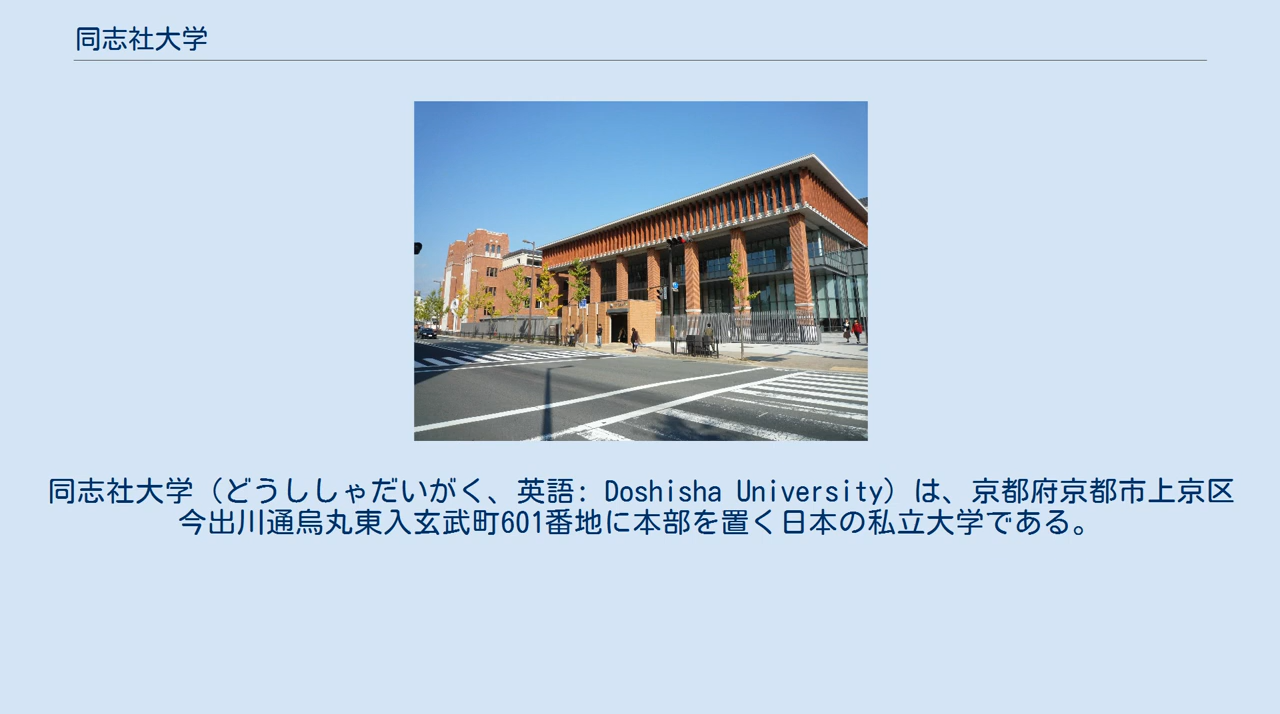 同志社大学
同志社大学（どうししゃだいがく、英語: Doshisha University）は、京都府京都市上京区
今出川通烏丸東入玄武町601番地に本部を置く日本の私立大学である。